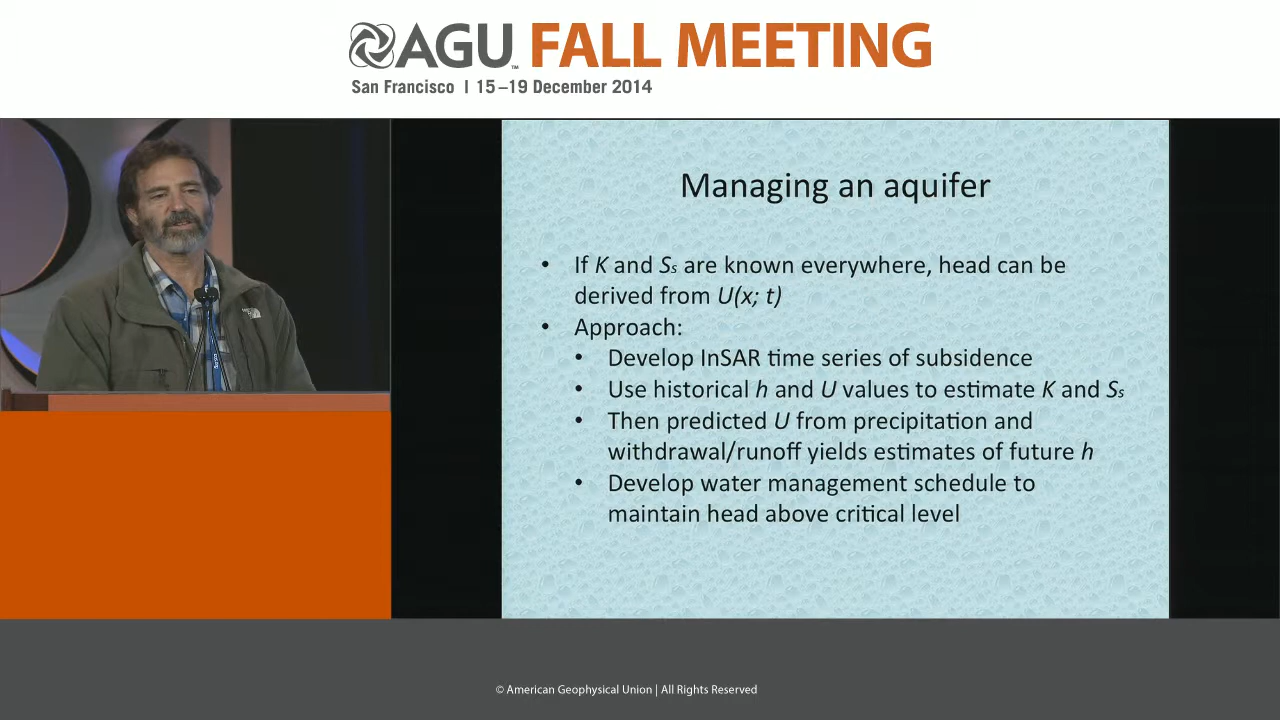 AGU™ FALL MEETING
San Francisco | 15–19 December 2014
Managing an aquifer
• If K and Ss are known everywhere, head can be
derived from U(x; t)
• Approach:
• Develop InSAR time series of subsidence
• Use historical h and U values to estimate K and Ss
• Then predicted U from precipitation and
withdrawal/runoff yields estimates of future h
• Develop water management schedule to
maintain head above critical level
© American Geophysical Union | All Rights Reserved